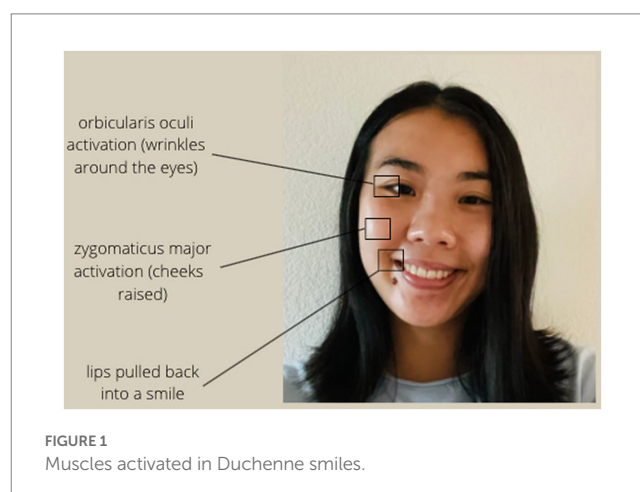 orbicularis oculi
activation (wrinkles
around the eyes)
zygomaticus major
activation (cheeks
raised)
lips pulled back
into a smile
FIGURE 1
Muscles activated in Duchenne smiles.